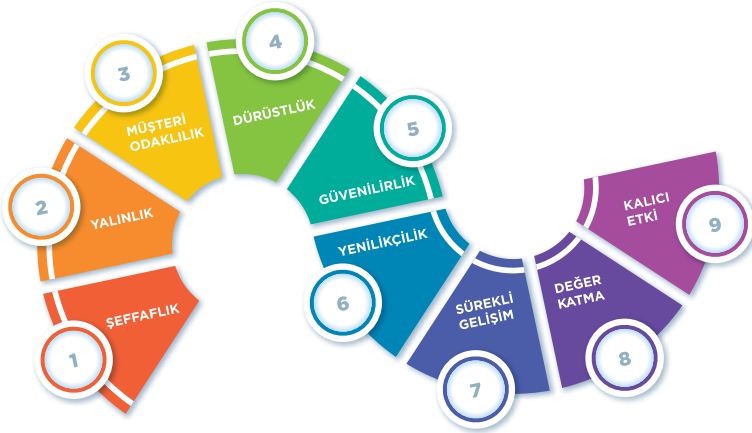 1
ŞEFFAFLIK
2
YALINLIK
3
MÜŞTERİ
ODAKLILIK
4
DÜRÜSTLÜK
5
GÜVENİLİRLİK
6
YENİLİKÇİLİK
7
SÜREKLİ
GELİŞİM
8
DEĞER
KATMA
9
KALICI
ETKİ